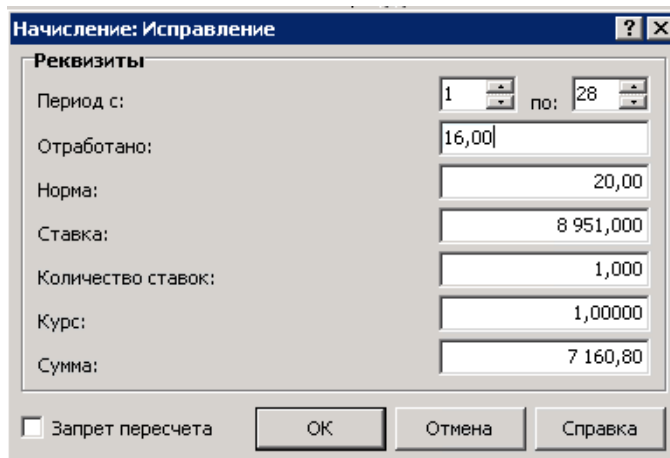 Начисление: Исправление
Реквизиты
Период с: 1 по: 28
Отработано: 16,00
Норма: 20,00
Ставка: 8 951,000
Количество ставок: 1,000
Курс: 1,00000
Сумма: 7 160,80
Запрет пересчета ОК Отмена Справка